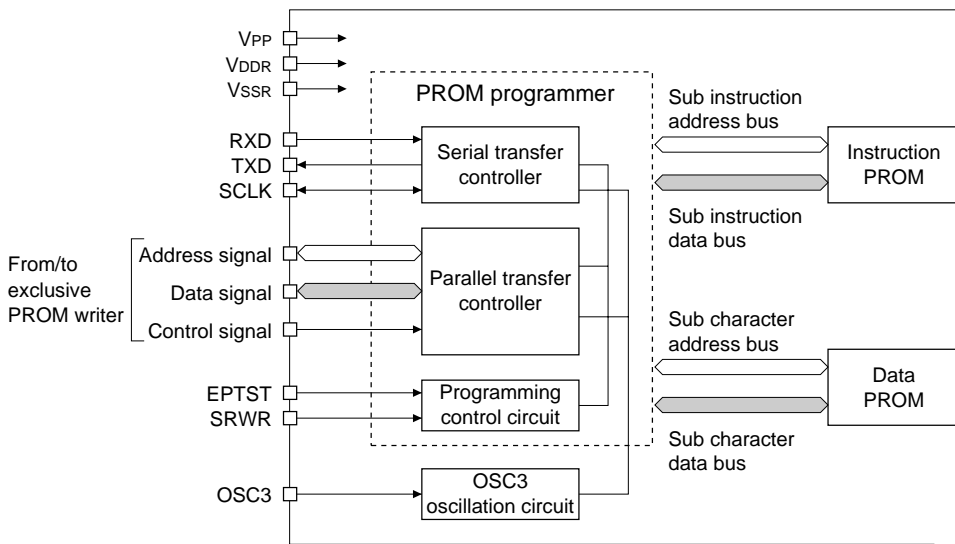 VPP
VDDR
VSSR
RXD
TXD
SCLK
From/to
exclusive
PROM writer
Address signal
Data signal
Control signal
EPTST
SRWR
OSC3
PROM programmer
Serial transfer
controller
Parallel transfer
controller
Programming
control circuit
OSC3
oscillation circuit
Sub instruction
address bus
Sub instruction
data bus
Instruction
PROM
Sub character
address bus
Sub character
data bus
Data
PROM